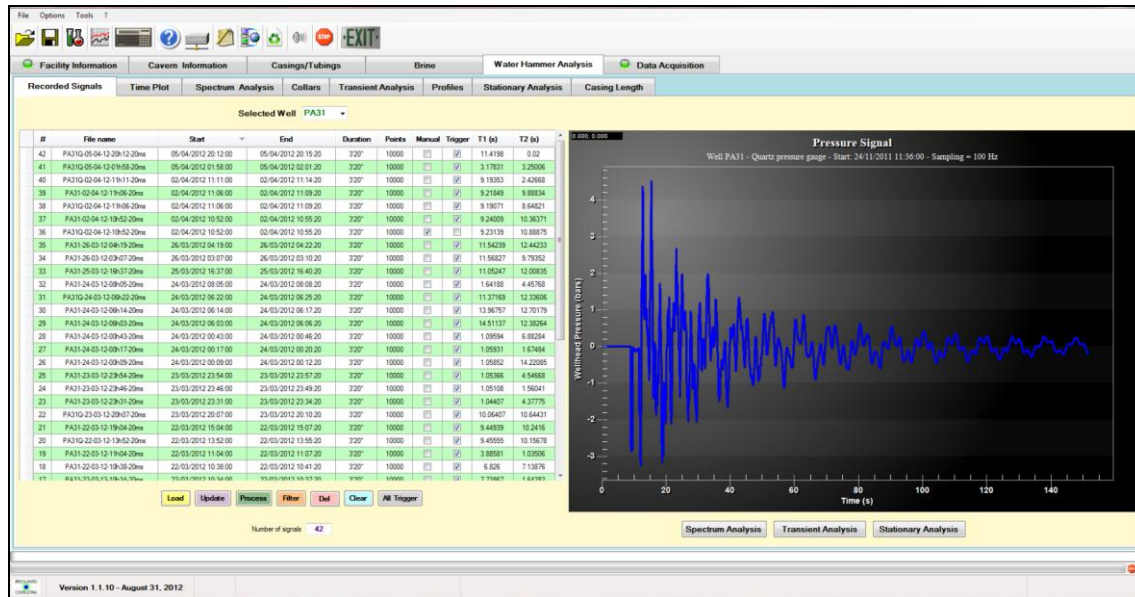 File Options Tools ?
EXIT
Facility Information Cavern Information Casings/Tubings Brine Water Hammer Analysis Data Acquisition
Recorded Signals Time Plot Spectrum Analysis Collars Transient Analysis Profiles Stationary Analysis Casing Length
Selected Well PA31
# File name Start End Duration Points Manual Trigger T1 (s) T2 (s)
42 PA31Q-05-04-12-20h12-20ms 05/04/2012 20:12:00 05/04/2012 20:15:20 3'20" 10000 11.4198 0.02
41 PA31Q-05-04-12-01h58-20ms 05/04/2012 01:58:00 05/04/2012 02:01:20 3'20" 10000 3.17831 3.25006
40 PA31Q-02-04-12-11h11-20ms 02/04/2012 11:11:00 02/04/2012 11:14:20 3'20" 10000 9.19353 2.42668
39 PA31-02-04-12-11h06-20ms 02/04/2012 11:06:00 02/04/2012 11:09:20 3'20" 10000 9.21849 9.88834
38 PA31Q-02-04-12-11h06-20ms 02/04/2012 11:06:00 02/04/2012 11:09:20 3'20" 10000 9.19071 8.64821
37 PA31-02-04-12-10h52-20ms 02/04/2012 10:52:00 02/04/2012 10:55:20 3'20" 10000 9.24009 10.36371
36 PA31Q-02-04-12-10h52-20ms 02/04/2012 10:52:00 02/04/2012 10:55:20 3'20" 10000 9.23139 10.88875
35 PA31-26-03-12-04h19-20ms 26/03/2012 04:19:00 26/03/2012 04:22:20 3'20" 10000 11.54239 12.44233
34 PA31-26-03-12-03h07-20ms 26/03/2012 03:07:00 26/03/2012 03:10:20 3'20" 10000 11.56827 9.79352
33 PA31-25-03-12-16h37-20ms 25/03/2012 16:37:00 25/03/2012 16:40:20 3'20" 10000 11.05247 12.00835
32 PA31-24-03-12-08h05-20ms 24/03/2012 08:05:00 24/03/2012 08:08:20 3'20" 10000 1.64188 4.45768
31 PA31Q-24-03-12-06h22-20ms 24/03/2012 06:22:00 24/03/2012 06:25:20 3'20" 10000 11.37169 12.33606
30 PA31-24-03-12-06h14-20ms 24/03/2012 06:14:00 24/03/2012 06:17:20 3'20" 10000 13.96757 12.70179
29 PA31-24-03-12-06h03-20ms 24/03/2012 06:03:00 24/03/2012 06:06:20 3'20" 10000 14.51137 12.38264
28 PA31-24-03-12-00h43-20ms 24/03/2012 00:43:00 24/03/2012 00:46:20 3'20" 10000 1.09594 6.88284
27 PA31-24-03-12-00h17-20ms 24/03/2012 00:17:00 24/03/2012 00:20:20 3'20" 10000 1.05931 1.67484
26 PA31-24-03-12-00h09-20ms 24/03/2012 00:09:00 24/03/2012 00:12:20 3'20" 10000 1.05852 14.22085
25 PA31-23-03-12-23h54-20ms 23/03/2012 23:54:00 23/03/2012 23:57:20 3'20" 10000 1.05366 4.54668
24 PA31-23-03-12-23h46-20ms 23/03/2012 23:46:00 23/03/2012 23:49:20 3'20" 10000 1.05108 1.56041
23 PA31-23-03-12-23h31-20ms 23/03/2012 23:31:00 23/03/2012 23:34:20 3'20" 10000 1.04407 4.37775
22 PA31Q-23-03-12-20h07-20ms 23/03/2012 20:07:00 23/03/2012 20:10:20 3'20" 10000 10.06407 10.64431
21 PA31-22-03-12-15h04-20ms 22/03/2012 15:04:00 22/03/2012 15:07:20 3'20" 10000 9.44939 10.2416
20 PA31Q-22-03-12-13h52-20ms 22/03/2012 13:52:00 22/03/2012 13:55:20 3'20" 10000 9.45555 10.15678
19 PA31-22-03-12-11h04-20ms 22/03/2012 11:04:00 22/03/2012 11:07:20 3'20" 10000 3.88581 1.03506
18 PA31-22-03-12-10h38-20ms 22/03/2012 10:38:00 22/03/2012 10:41:20 3'20" 10000 6.826 7.13876
Load Update Process Filter Del Clear All Trigger
Number of signals 42
0.000; 0.000
Pressure Signal
Well PA31 - Quartz pressure gauge - Start: 24/11/2011 11:36:00 - Sampling = 100 Hz
Wellhead Pressure (bars)
4
3
2
1
0
-1
-2
-3
0 20 40 60 80 100 120 140
Time (s)
Spectrum Analysis Transient Analysis Stationary Analysis
Version 1.1.10 - August 31, 2012